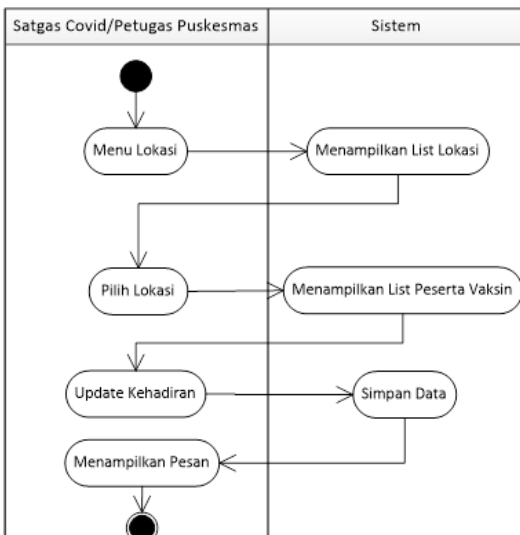 Satgas Covid/Petugas Puskesmas
Sistem
Menu Lokasi
Menampilkan List Lokasi
Pilih Lokasi
Menampilkan List Peserta Vaksin
Update Kehadiran
Simpan Data
Menampilkan Pesan